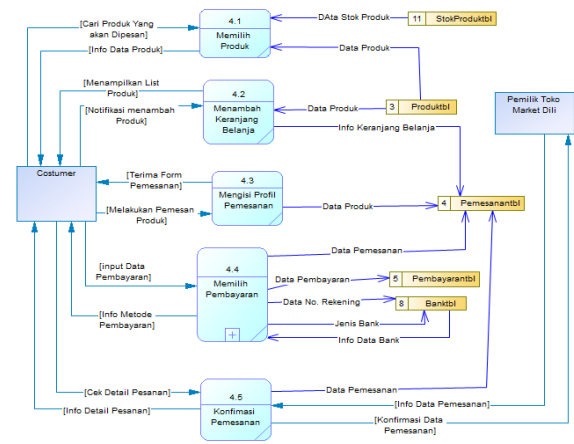 [Cari Produk Yang
akan Dipesan]
[Info Data Produk]
4.1
Memilih
Produk
DAta Stok Produk
11 StokProduktbl
Data Produk
[Menampilkan List
Produk]
[Notifikasi menambah
Produk]
4.2
Menambah
Keranjang
Belanja
Data Produk
3 Produktbl
Info Keranjang Belanja
Pemilik Toko
Market Dili
Costumer
[Terima Form
Pemesanan]
[Melakukan Pemesan
Produk]
4.3
Mengisi Profil
Pemesanan
Data Produk
4 Pemesanantbl
[input Data
Pembayaran]
[Info Metode
Pembayaran]
4.4
Memilih
Pembayaran
Data Pemesanan
Data Pembayaran
5 Pembayarantbl
Data No. Rekening
8 Banktbl
Jenis Bank
Info Data Bank
[Cek Detail Pesanan]
[Info Detail Pesanan]
4.5
Konfimasi
Pemesanan
Data Pemesanan
[Info Data Pemesanan]
[Konfirmasi Data
Pemesanan]